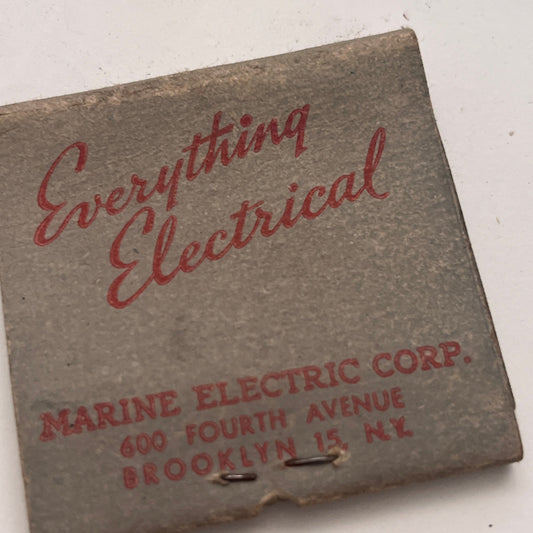 Everything
Electrical
MARINE ELECTRIC CORP.
600 FOURTH AVENUE
BROOKLYN 15, N.Y.